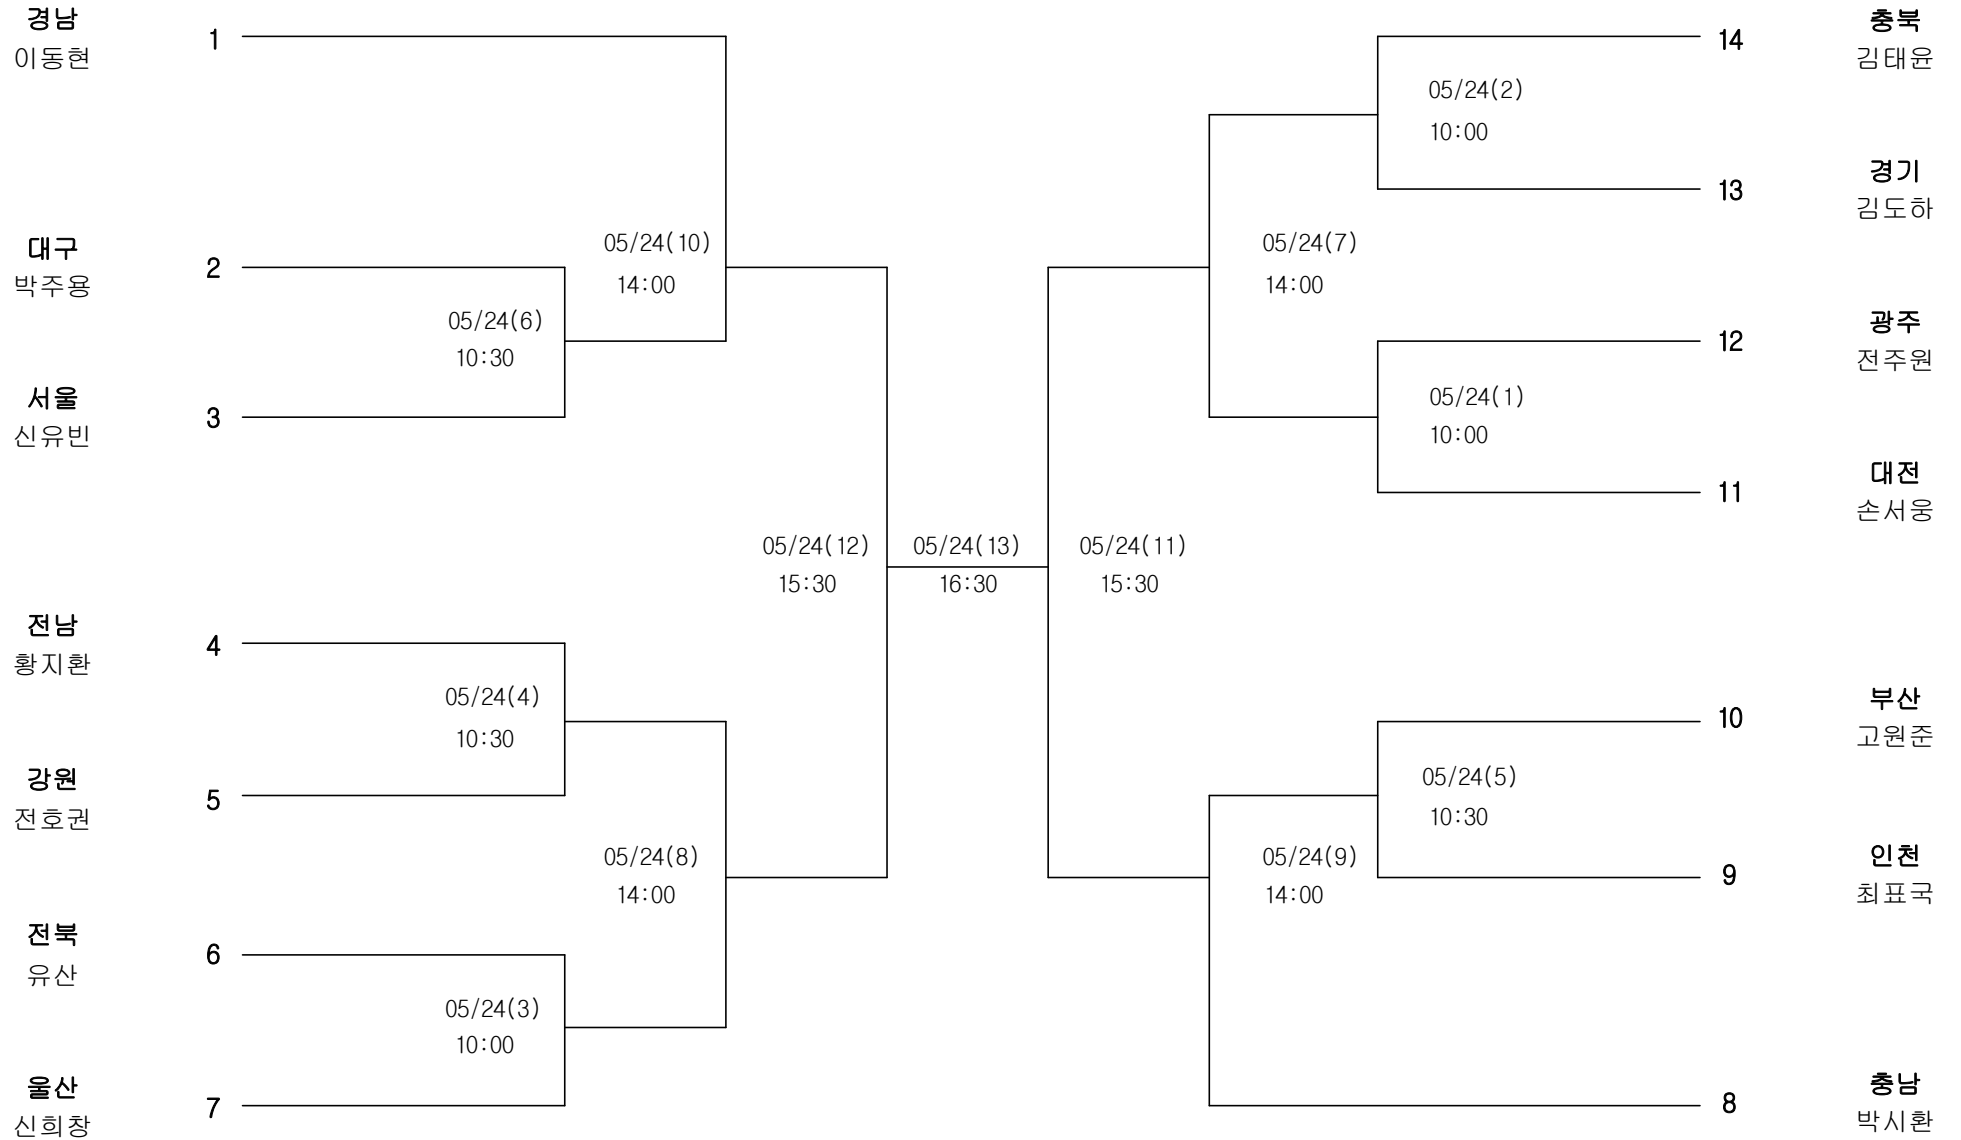 경남
이동현
1
대구
박주용
2
05/24(10)
14:00
05/24(6)
10:30
서울
신유빈
3
05/24(12)
15:30
전남
황지환
4
05/24(4)
10:30
강원
전호권
5
05/24(8)
14:00
전북
유산
6
05/24(3)
10:00
울산
신희창
7
05/24(13)
16:30
14
충북
김태윤
05/24(2)
10:00
13
경기
김도하
05/24(7)
14:00
12
광주
전주원
05/24(1)
10:00
11
대전
손서웅
05/24(11)
15:30
10
부산
고원준
05/24(5)
10:30
9
인천
최표국
05/24(9)
14:00
8
충남
박시환